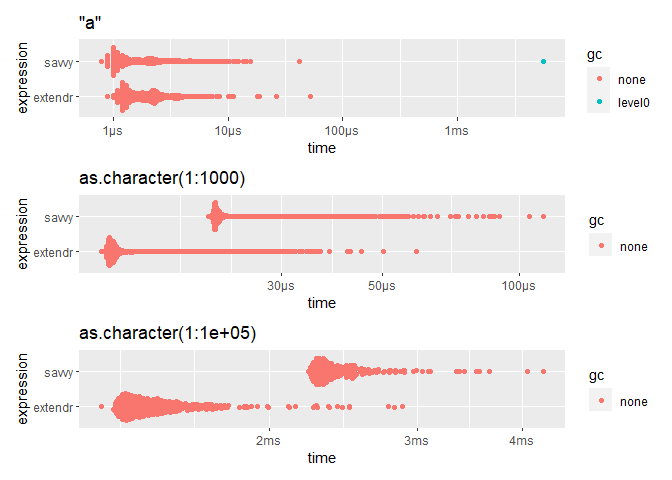 "a"
expression
savvy
extendr
1µs
10µs
100µs
1ms
time
gc
none
level0
as.character(1:1000)
expression
savvy
extendr
30µs
50µs
100µs
time
gc
none
as.character(1:1e+05)
expression
savvy
extendr
2ms
3ms
4ms
time
gc
none